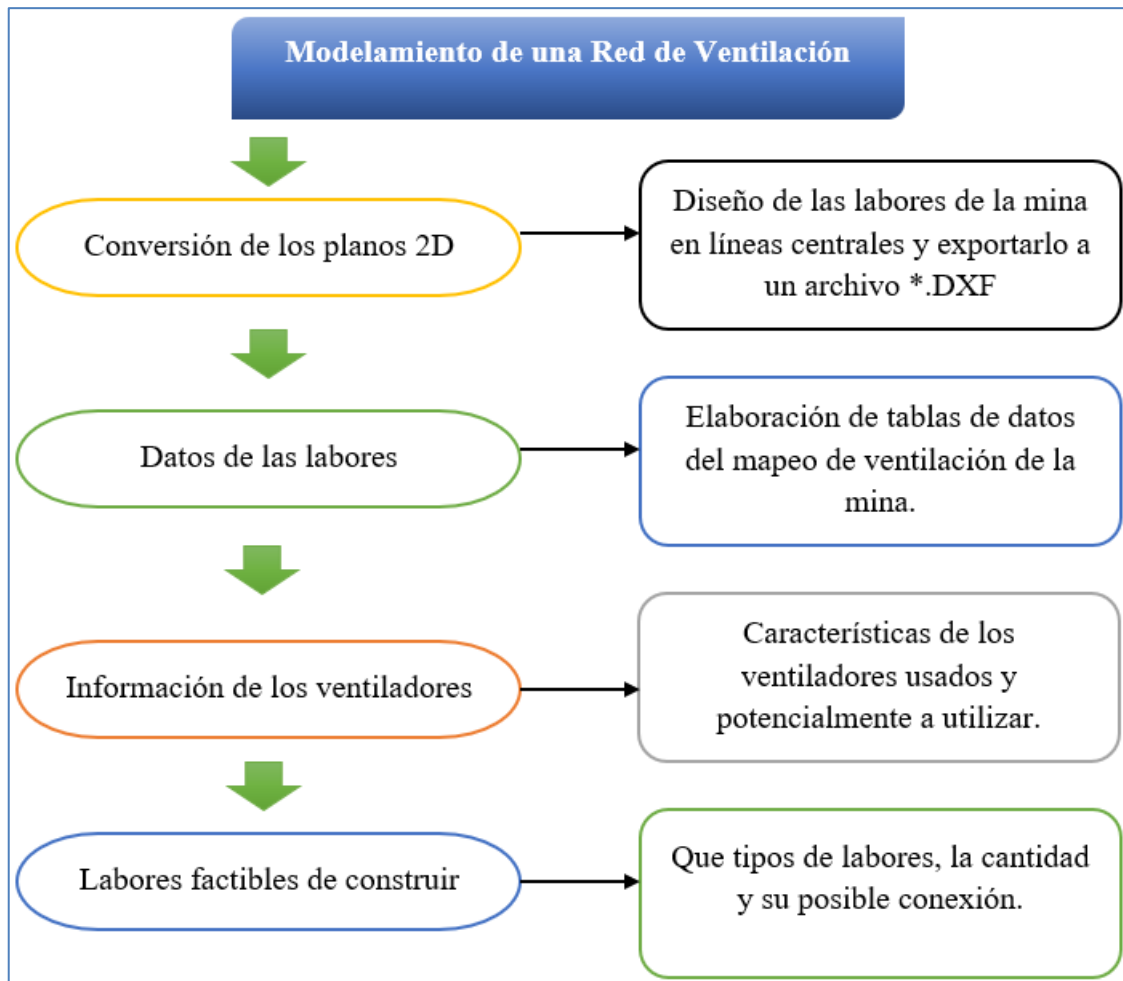 Modelamiento de una Red de Ventilación
Conversión de los planos 2D
Diseño de las labores de la mina
en líneas centrales y exportarlo a
un archivo *.DXF
Datos de las labores
Elaboración de tablas de datos
del mapeo de ventilación de la
mina.
Información de los ventiladores
Característicás de los
ventiladores usados y
potencialmente a utilizar.
Labores factibles de construir
Que tipos de labores, la cantidad
y su posible conexión.